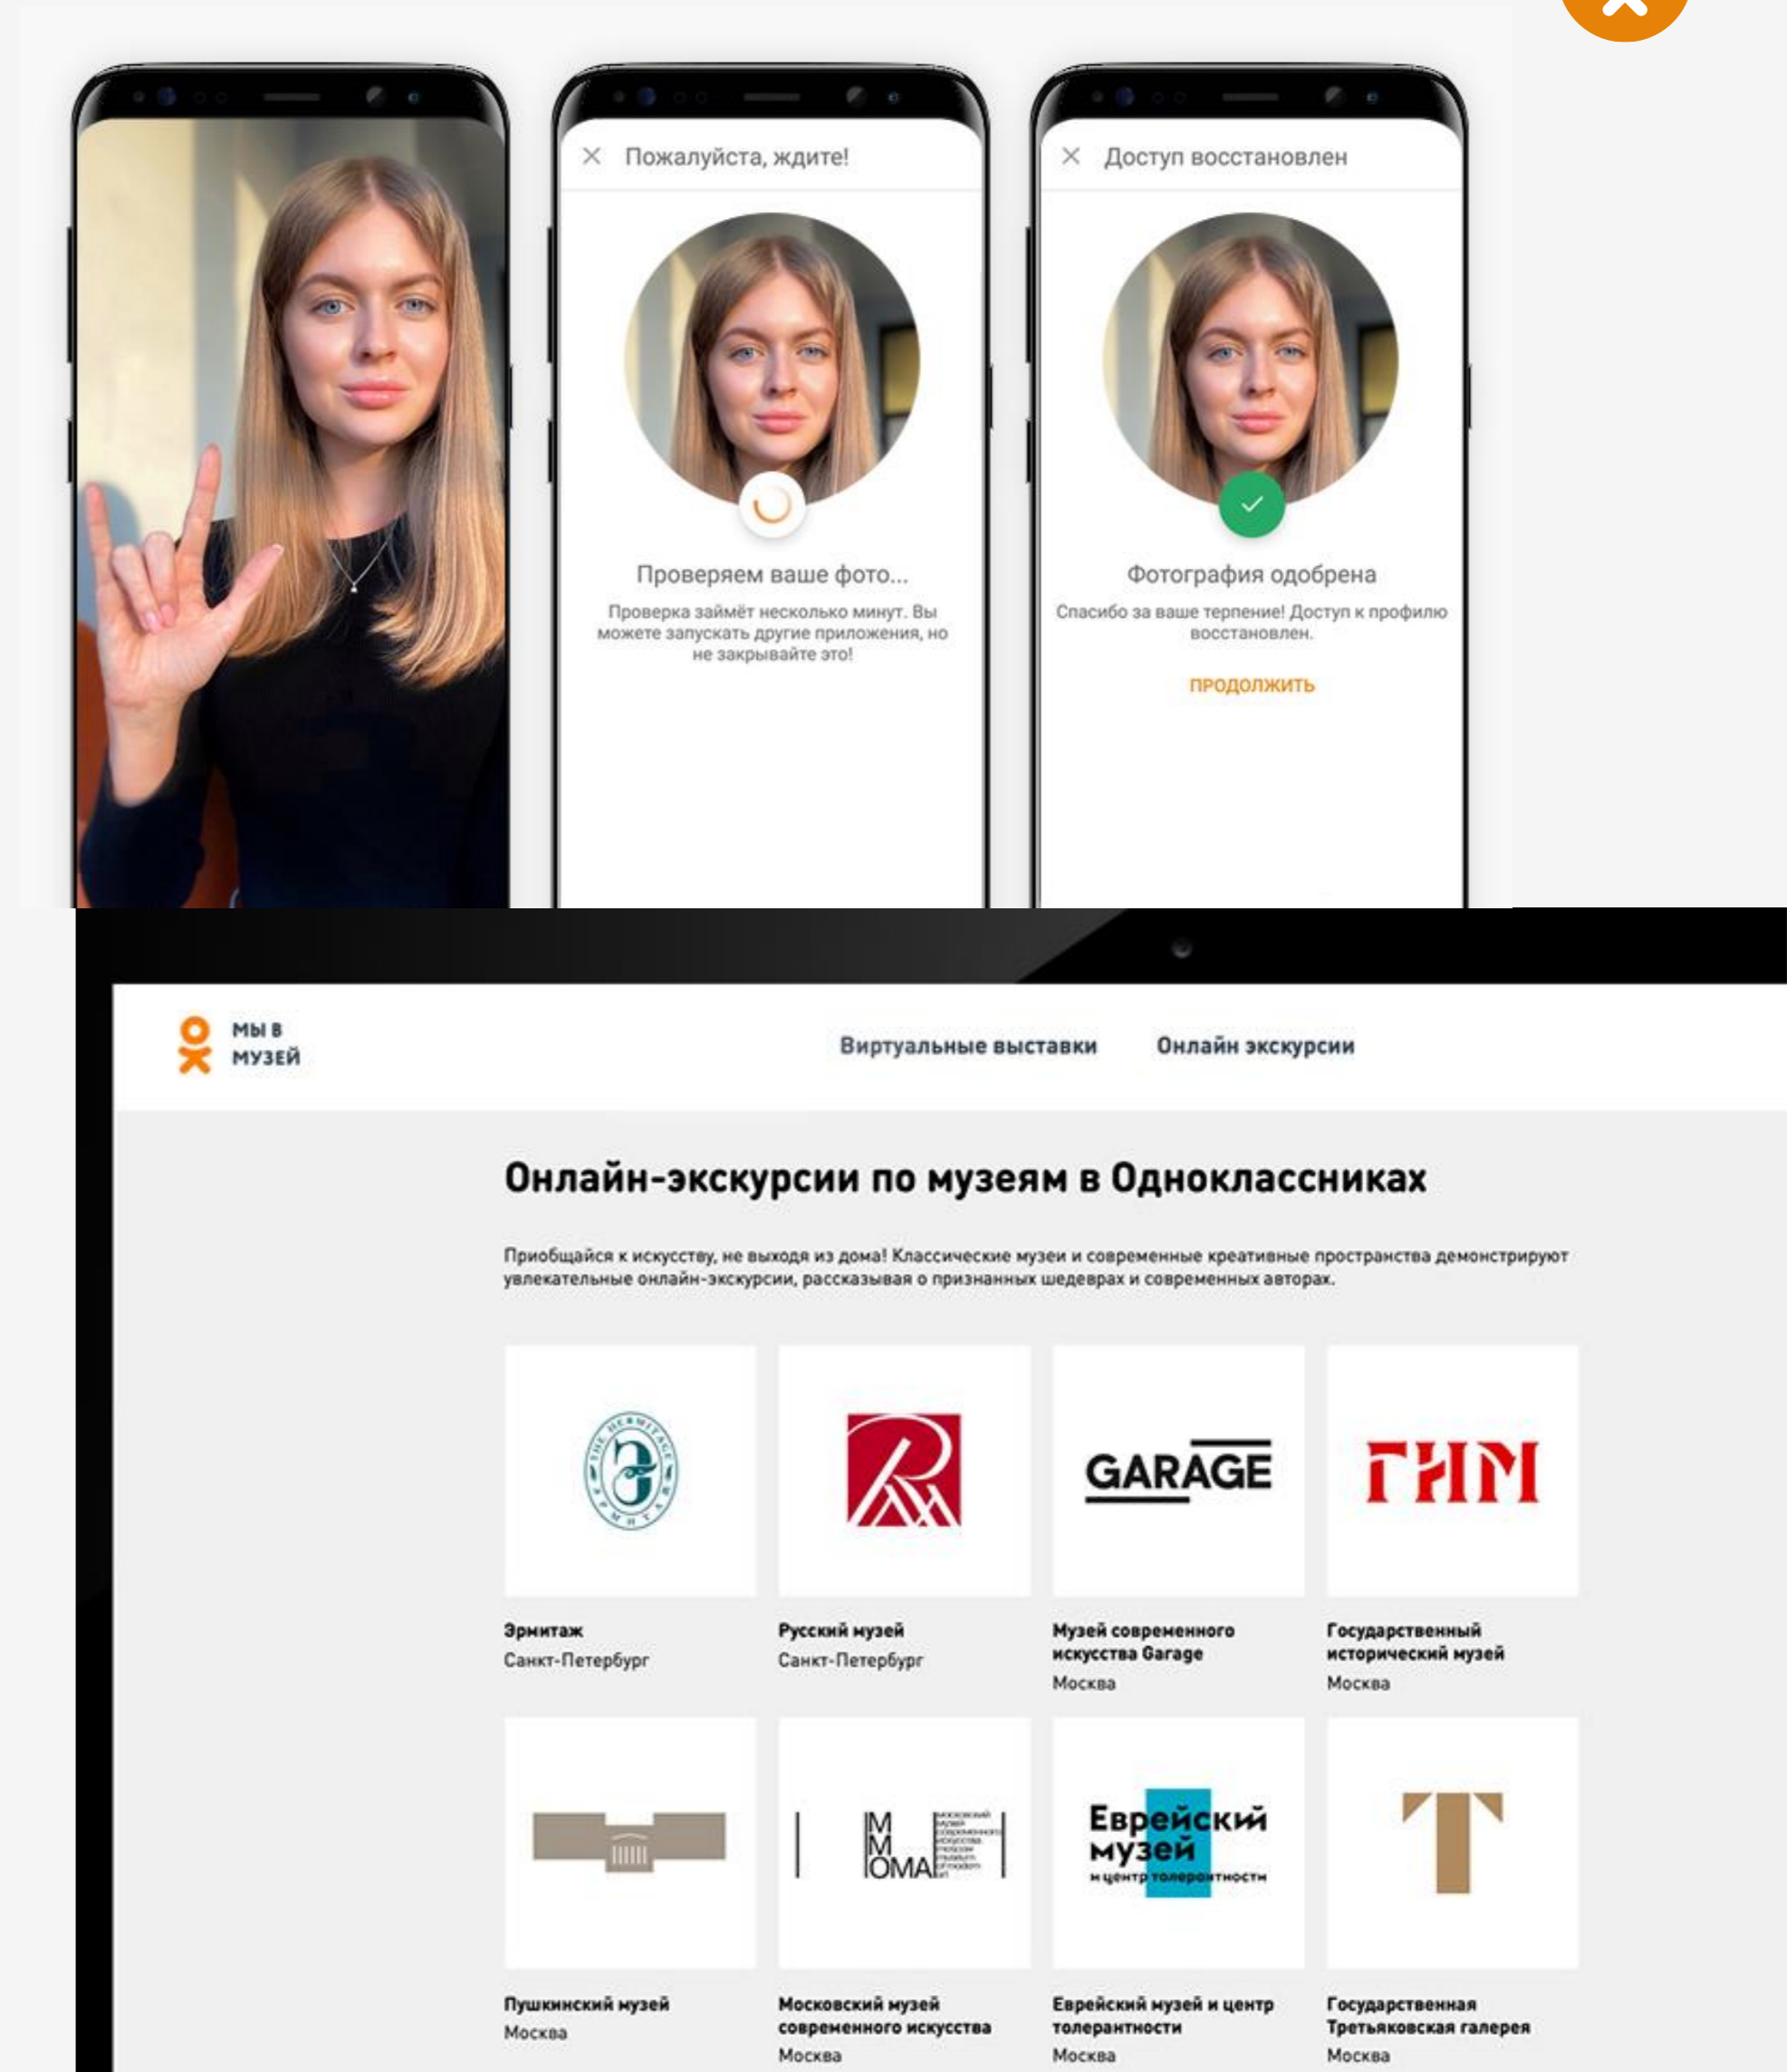 Пожалуйста, ждите!
Проверяем ваше фото...
Проверка займёт несколько минут. Вы
можете запускать другие приложения, но
не закрывайте это!
Доступ восстановлен
Фотография одобрена
Спасибо за ваше терпение! Доступ к профилю
восстановлен.
ПРОДОЛЖИТЬ
МЫ В
МУЗЕЙ
Виртуальные выставки
Онлайн экскурсии
Онлайн-экскурсии по музеям в Одноклассниках
Приобщайся к искусству, не выходя из дома! Классические музеи и современные креативные пространства демонстрируют
увлекательные онлайн-экскурсии, рассказывая о признанных шедеврах и современных авторах.
THE HERMITAGE
ЭРМИТАЖ
GARAGE
ГИМ
Эрмитаж
Санкт-Петербург
Русский музей
Санкт-Петербург
Музей современного
искусства Garage
Москва
Государственный
исторический музей
Москва
M
M
OMA
Еврейский
музей
и центр толерантности
Т
Пушкинский музей
Москва
Московский музей
современного искусства
Москва
Еврейский музей и центр
толерантности
Москва
Государственная
Третьяковская галерея
Москва